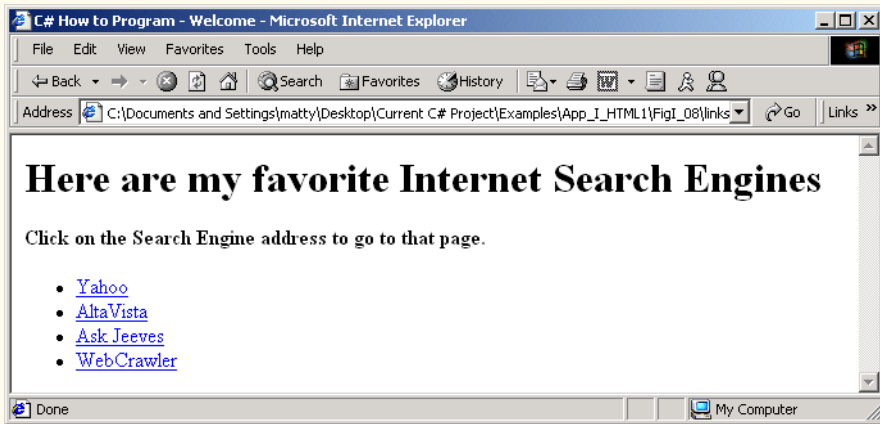 C# How to Program - Welcome - Microsoft Internet Explorer
File Edit View Favorites Tools Help
Back Search Favorites History
Address C:\Documents and Settings\matty\Desktop\Current C# Project\Examples\App_I_HTML1\FigI_08\links Go Links »
Here are my favorite Internet Search Engines
Click on the Search Engine address to go to that page.
• Yahoo
• AltaVista
• Ask Jeeves
• WebCrawler
Done My Computer